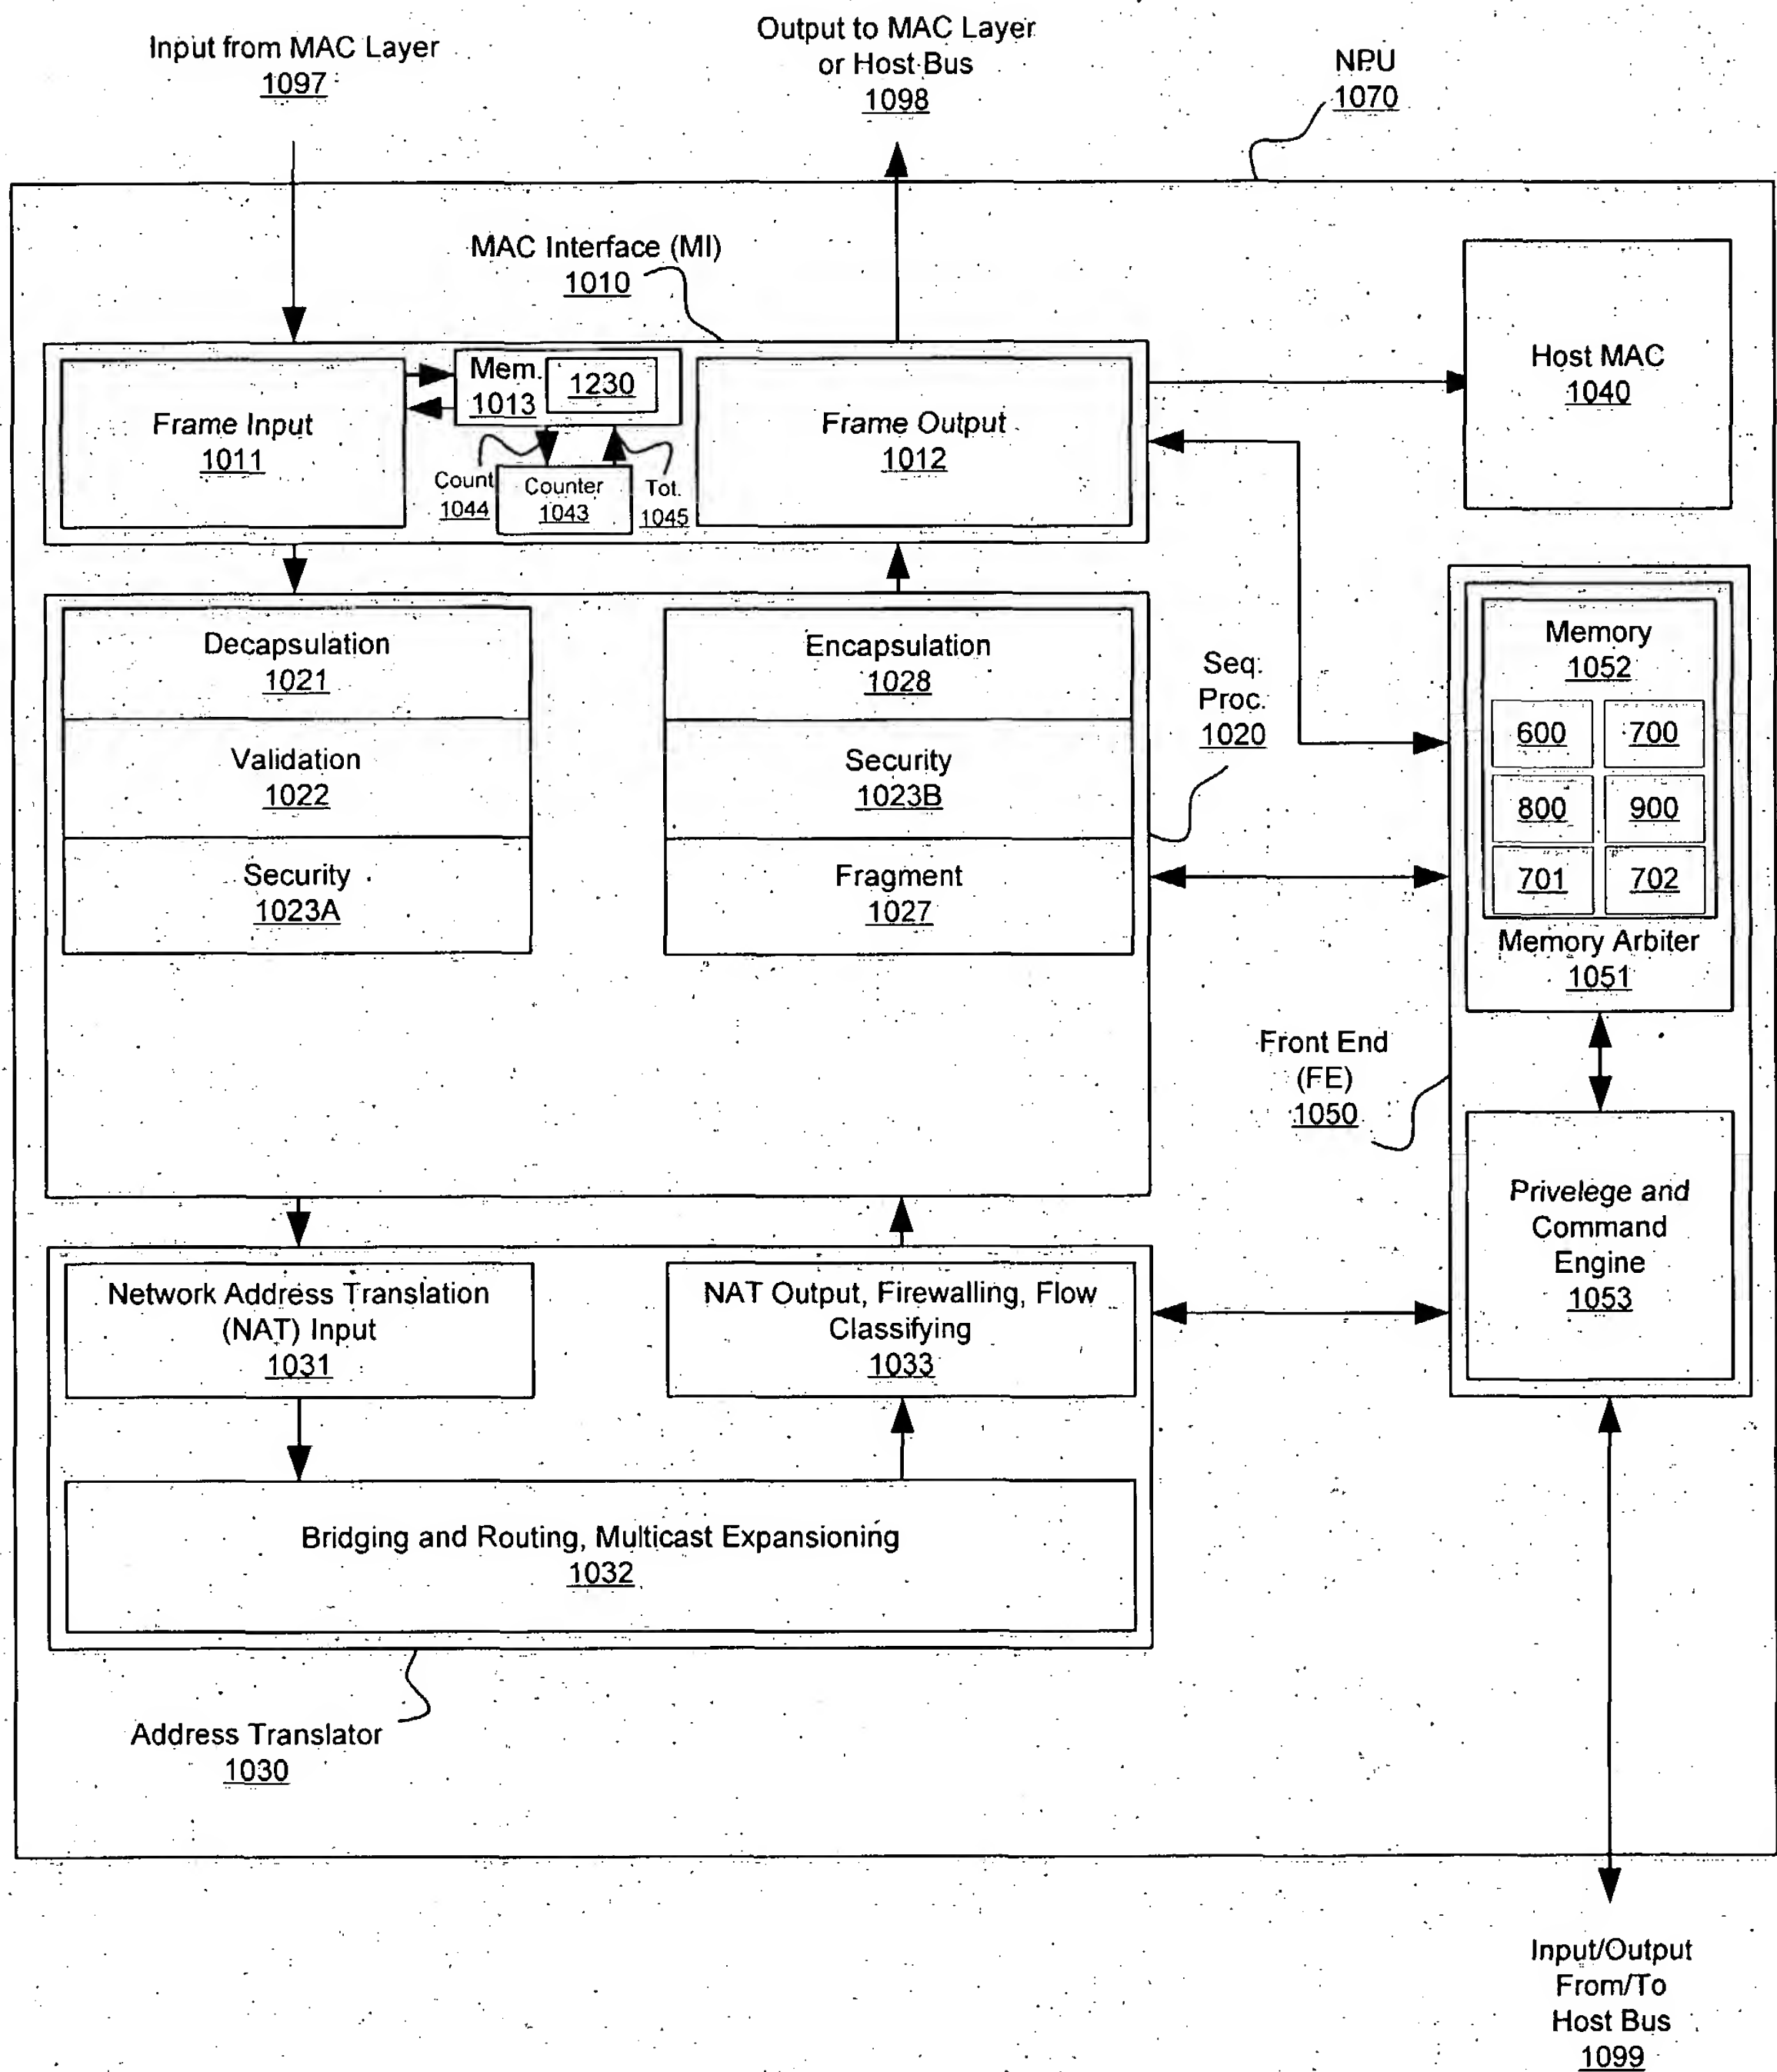 Input from MAC Layer
1097
Output to MAC Layer
or Host Bus
1098
NPU
1070
MAC Interface (MI)
1010
Frame Input
1011
Mem.
1013
1230
Count
1044
Counter
1043
Tot.
1045
Frame Output
1012
Host MAC
1040
Decapsulation
1021
Validation
1022
Security
1023A
Encapsulation
1028
Security
1023B
Fragment
1027
Seq.
Proc.
1020
Memory
1052
600
700
800
900
701
702
Memory Arbiter
1051
Front End
(FE)
1050
Privelege and
Command
Engine
1053
Network Address Translation
(NAT) Input
1031
NAT Output, Firewalling, Flow
Classifying
1033
Bridging and Routing, Multicast Expansioning
1032
Address Translator
1030
Input/Output
From/To
Host Bus
1099